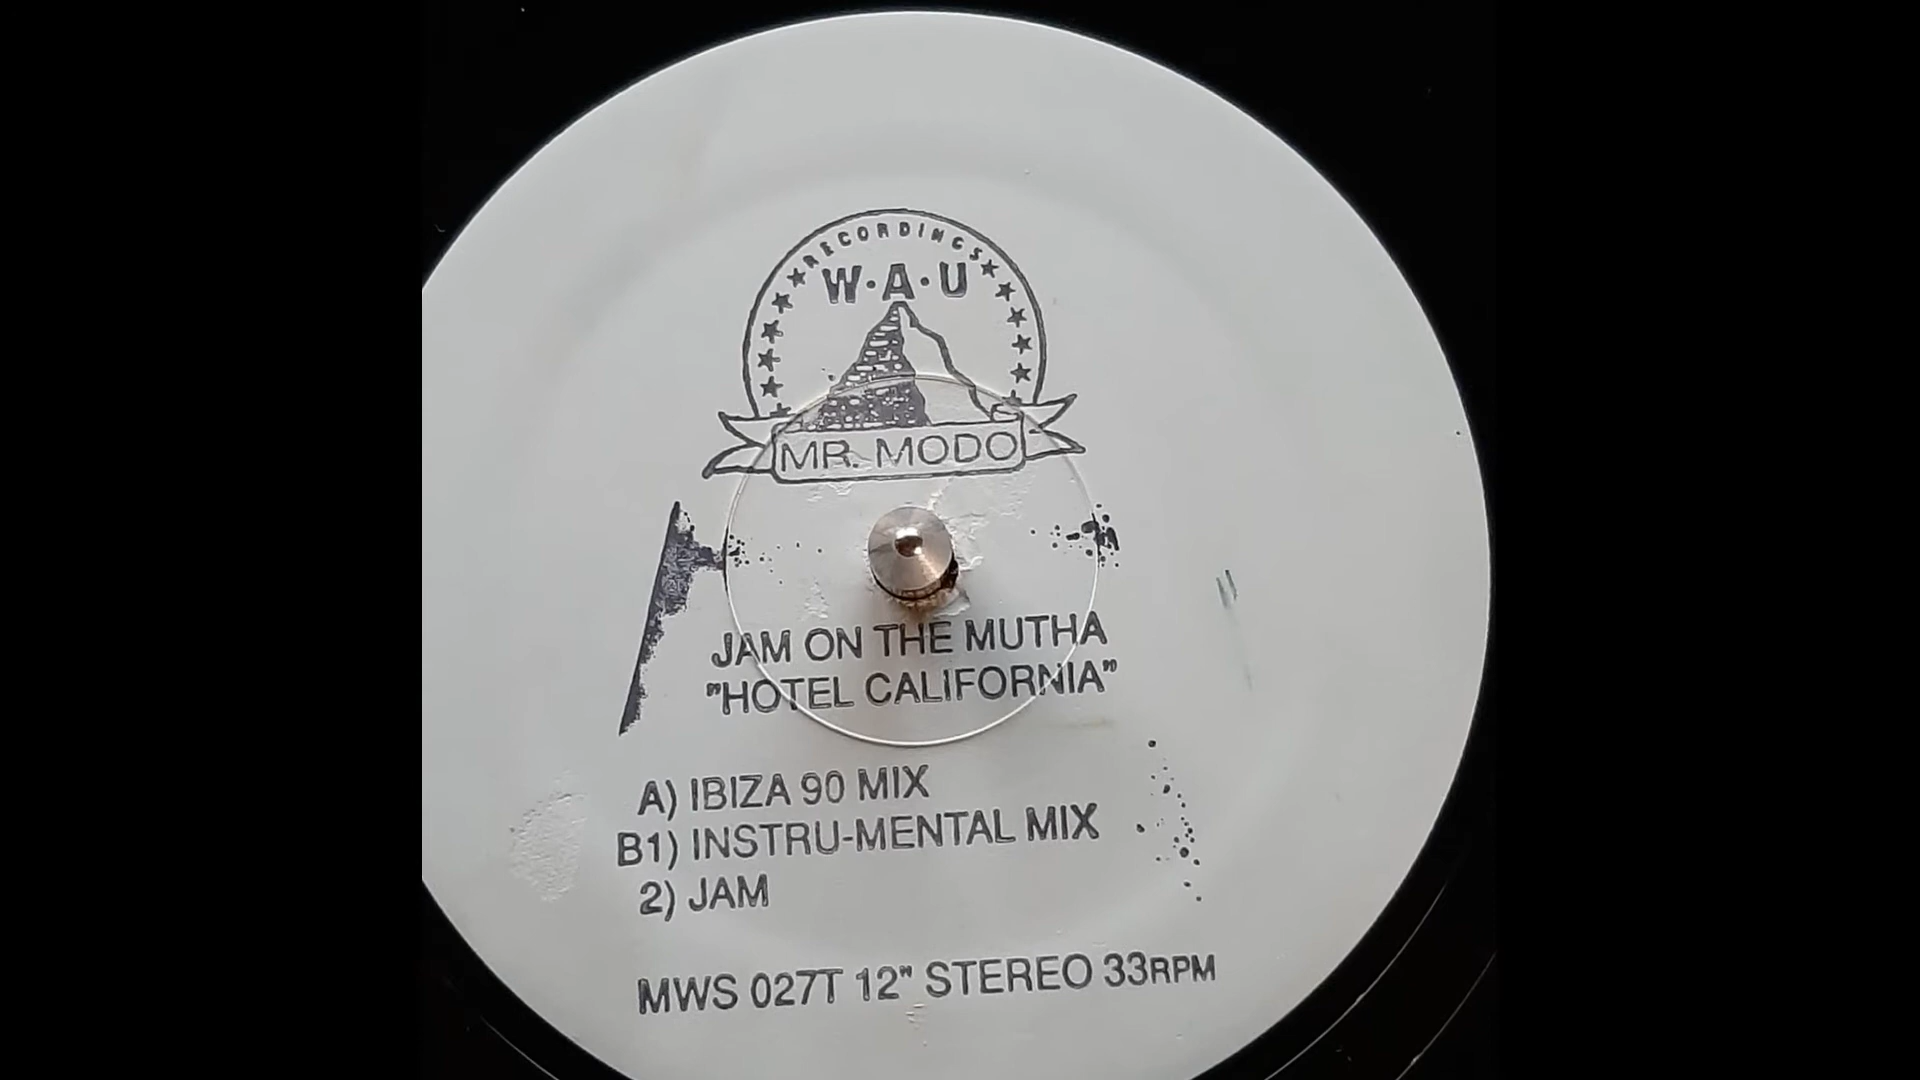 RECORDINGS
W·A·U
MR. MODO
A
JAM ON THE MUTHA
"HOTEL CALIFORNIA"
A) IBIZA 90 MIX
B1) INSTRU-MENTAL MIX
2) JAM
MWS 027T 12" STEREO 33RPM